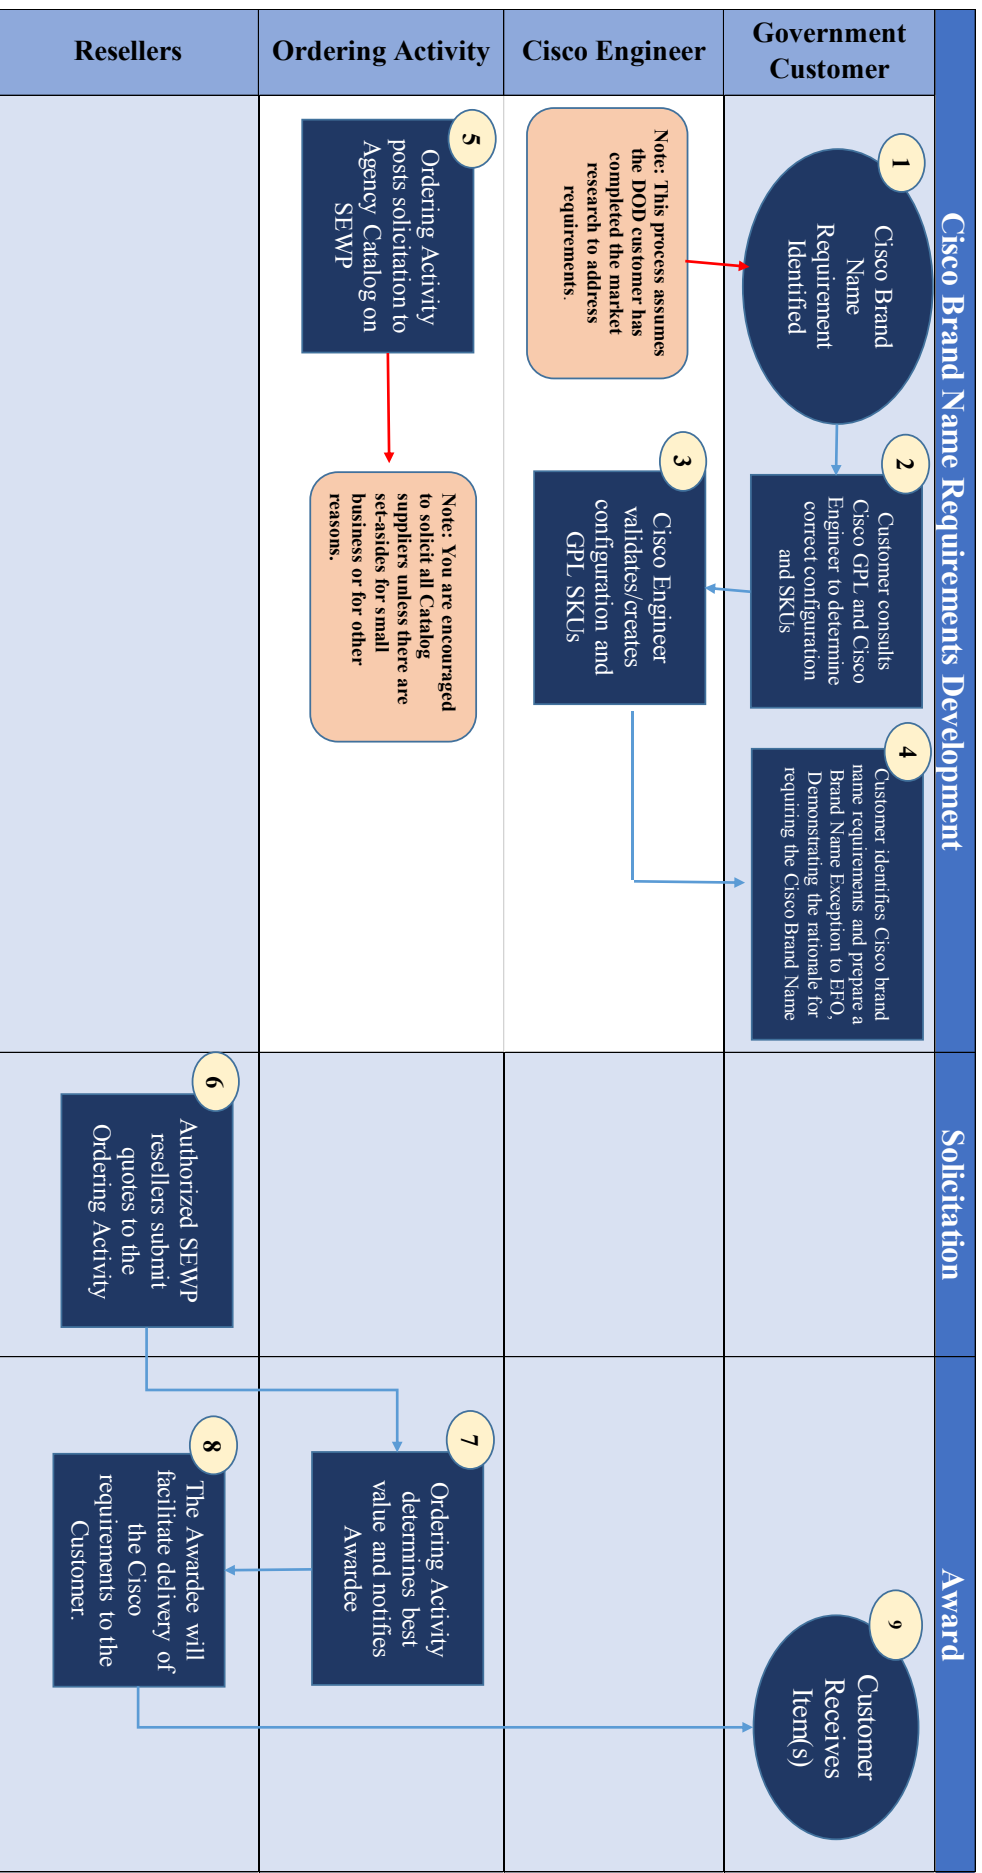 Cisco Brand Name Requirements Development
Solicitation
Award
Government
Customer
Cisco Engineer
Ordering Activity
Resellers
1
Cisco Brand
Name
Requirement
Identified
2
Customer consults
Cisco GPL and Cisco
Engineer to determine
correct configuration
and SKUs
4
Customer identifies Cisco brand
name requirements and prepare a
Brand Name Exception to EFO,
Demonstrating the rationale for
requiring the Cisco Brand Name
9
Customer
Receives
Item(s)
Note: This process assumes
the DOD customer has
completed the market
research to address
requirements.
3
Cisco Engineer
validates/creates
configuration and
GPL SKUs
5
Ordering Activity
posts solicitation to
Agency Catalog on
SEWP
Note: You are encouraged
to solicit all Catalog
suppliers unless there are
set-asides for small
business or for other
reasons.
7
Ordering Activity
determines best
value and notifies
Awardee
6
Authorized SEWP
resellers submit
quotes to the
Ordering Activity
8
The Awardee will
facilitate delivery of
the Cisco
requirements to the
Customer.